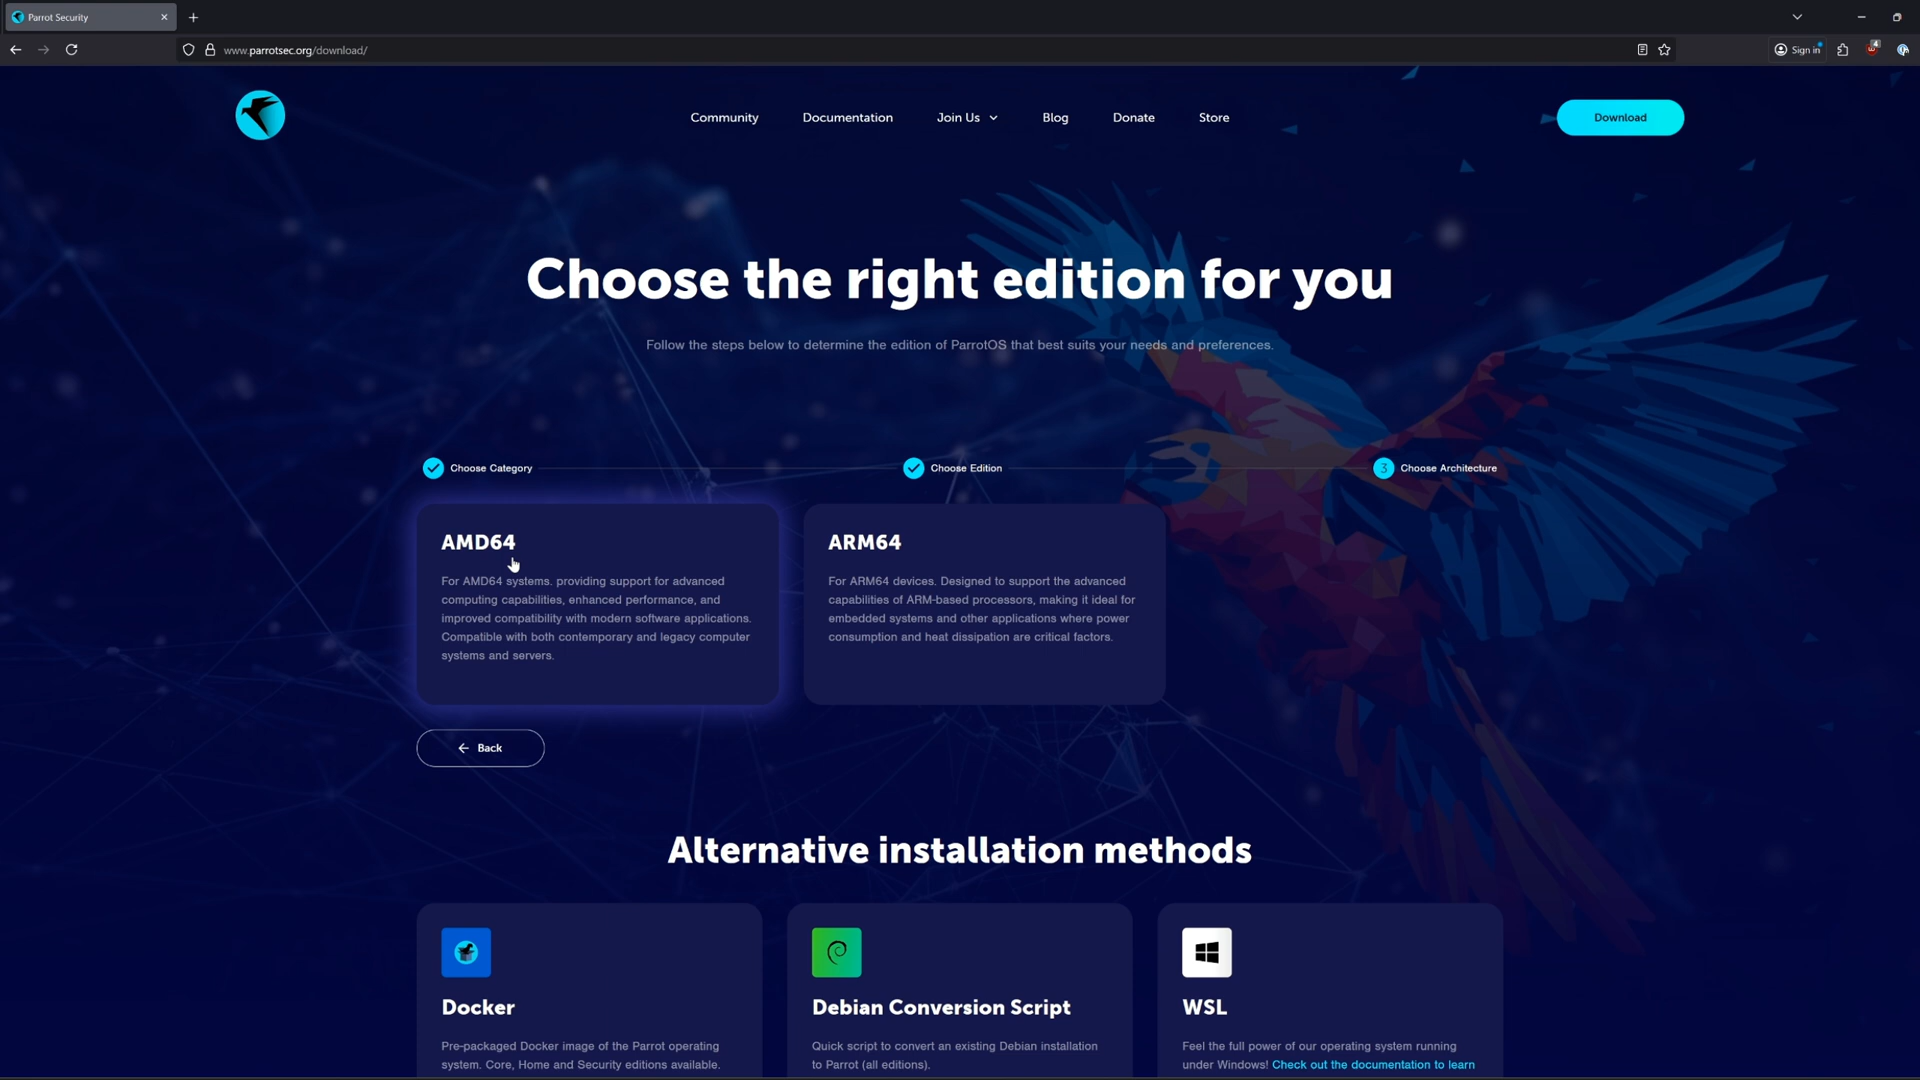 Parrot Security
www.parrotsec.org/download/
Sign in
4
Community
Documentation
Join Us
Blog
Donate
Store
Download
Choose the right edition for you
Follow the steps below to determine the edition of ParrotOS that best suits your needs and preferences.
Choose Category
Choose Edition
3 Choose Architecture
AMD64
For AMD64 systems. providing support for advanced
computing capabilities, enhanced performance, and
improved compatibility with modern software applications.
Compatible with both contemporary and legacy computer
systems and servers.
ARM64
For ARM64 devices. Designed to support the advanced
capabilities of ARM-based processors, making it ideal for
embedded systems and other applications where power
consumption and heat dissipation are critical factors.
Back
Alternative installation methods
Docker
Pre-packaged Docker image of the Parrot operating
system. Core, Home and Security editions available.
Debian Conversion Script
Quick script to convert an existing Debian installation
to Parrot (all editions).
WSL
Feel the full power of our operating system running
under Windows! Check out the documentation to learn